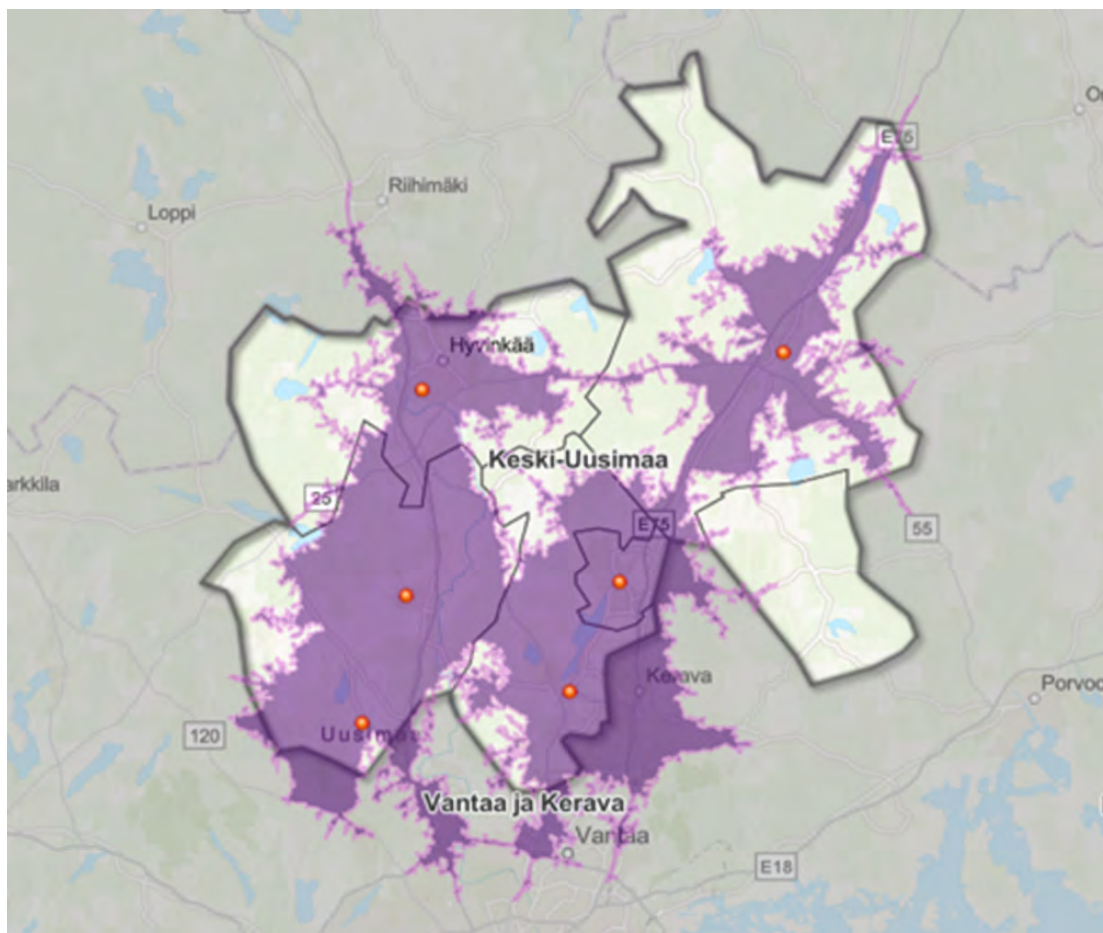 E75
Riihimäki
Loppi
Hyvinkää
Keski-Uusimaa
arkkila
25
E75
55
Kerava
Porvoo
120
Uusimaa
Vantaa ja Kerava
Vantaa
E18